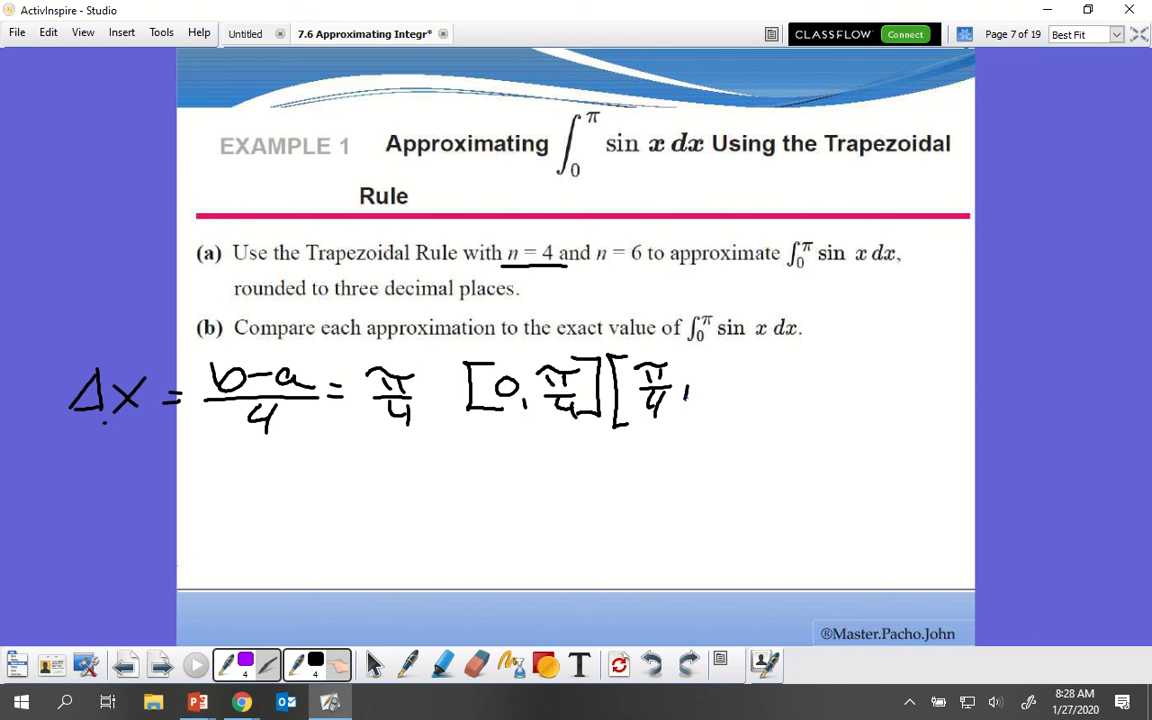 ActivInspire - Studio
File Edit View Insert Tools Help Untitled 7.6 Approximating Integr* CLASSFLOW Connect Page 7 of 19 Best Fit
EXAMPLE 1 Approximating ∫₀^π sin x dx Using the Trapezoidal
Rule
(a) Use the Trapezoidal Rule with n = 4 and n = 6 to approximate ∫₀^π sin x dx,
rounded to three decimal places.
(b) Compare each approximation to the exact value of ∫₀^π sin x dx.
Δx = (b-a)/4 = π/4 [0, π/4] [π/4,
®Master.Pacho.John
4 4 T
8:28 AM
1/27/2020